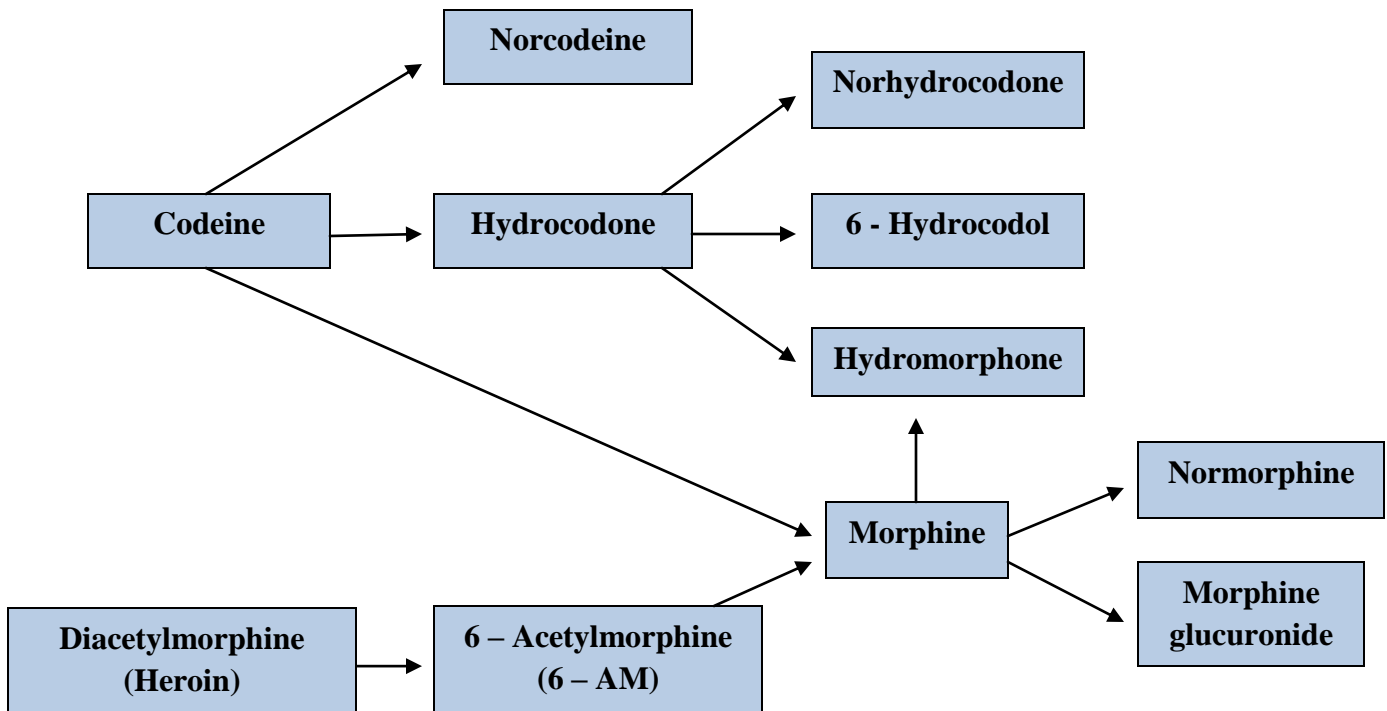 Norcodeine
Norhydrocodone
Codeine
Hydrocodone
6 - Hydrocodol
Hydromorphone
Normorphine
Morphine
Morphine
glucuronide
Diacetylmorphine
(Heroin)
6 – Acetylmorphine
(6 – AM)